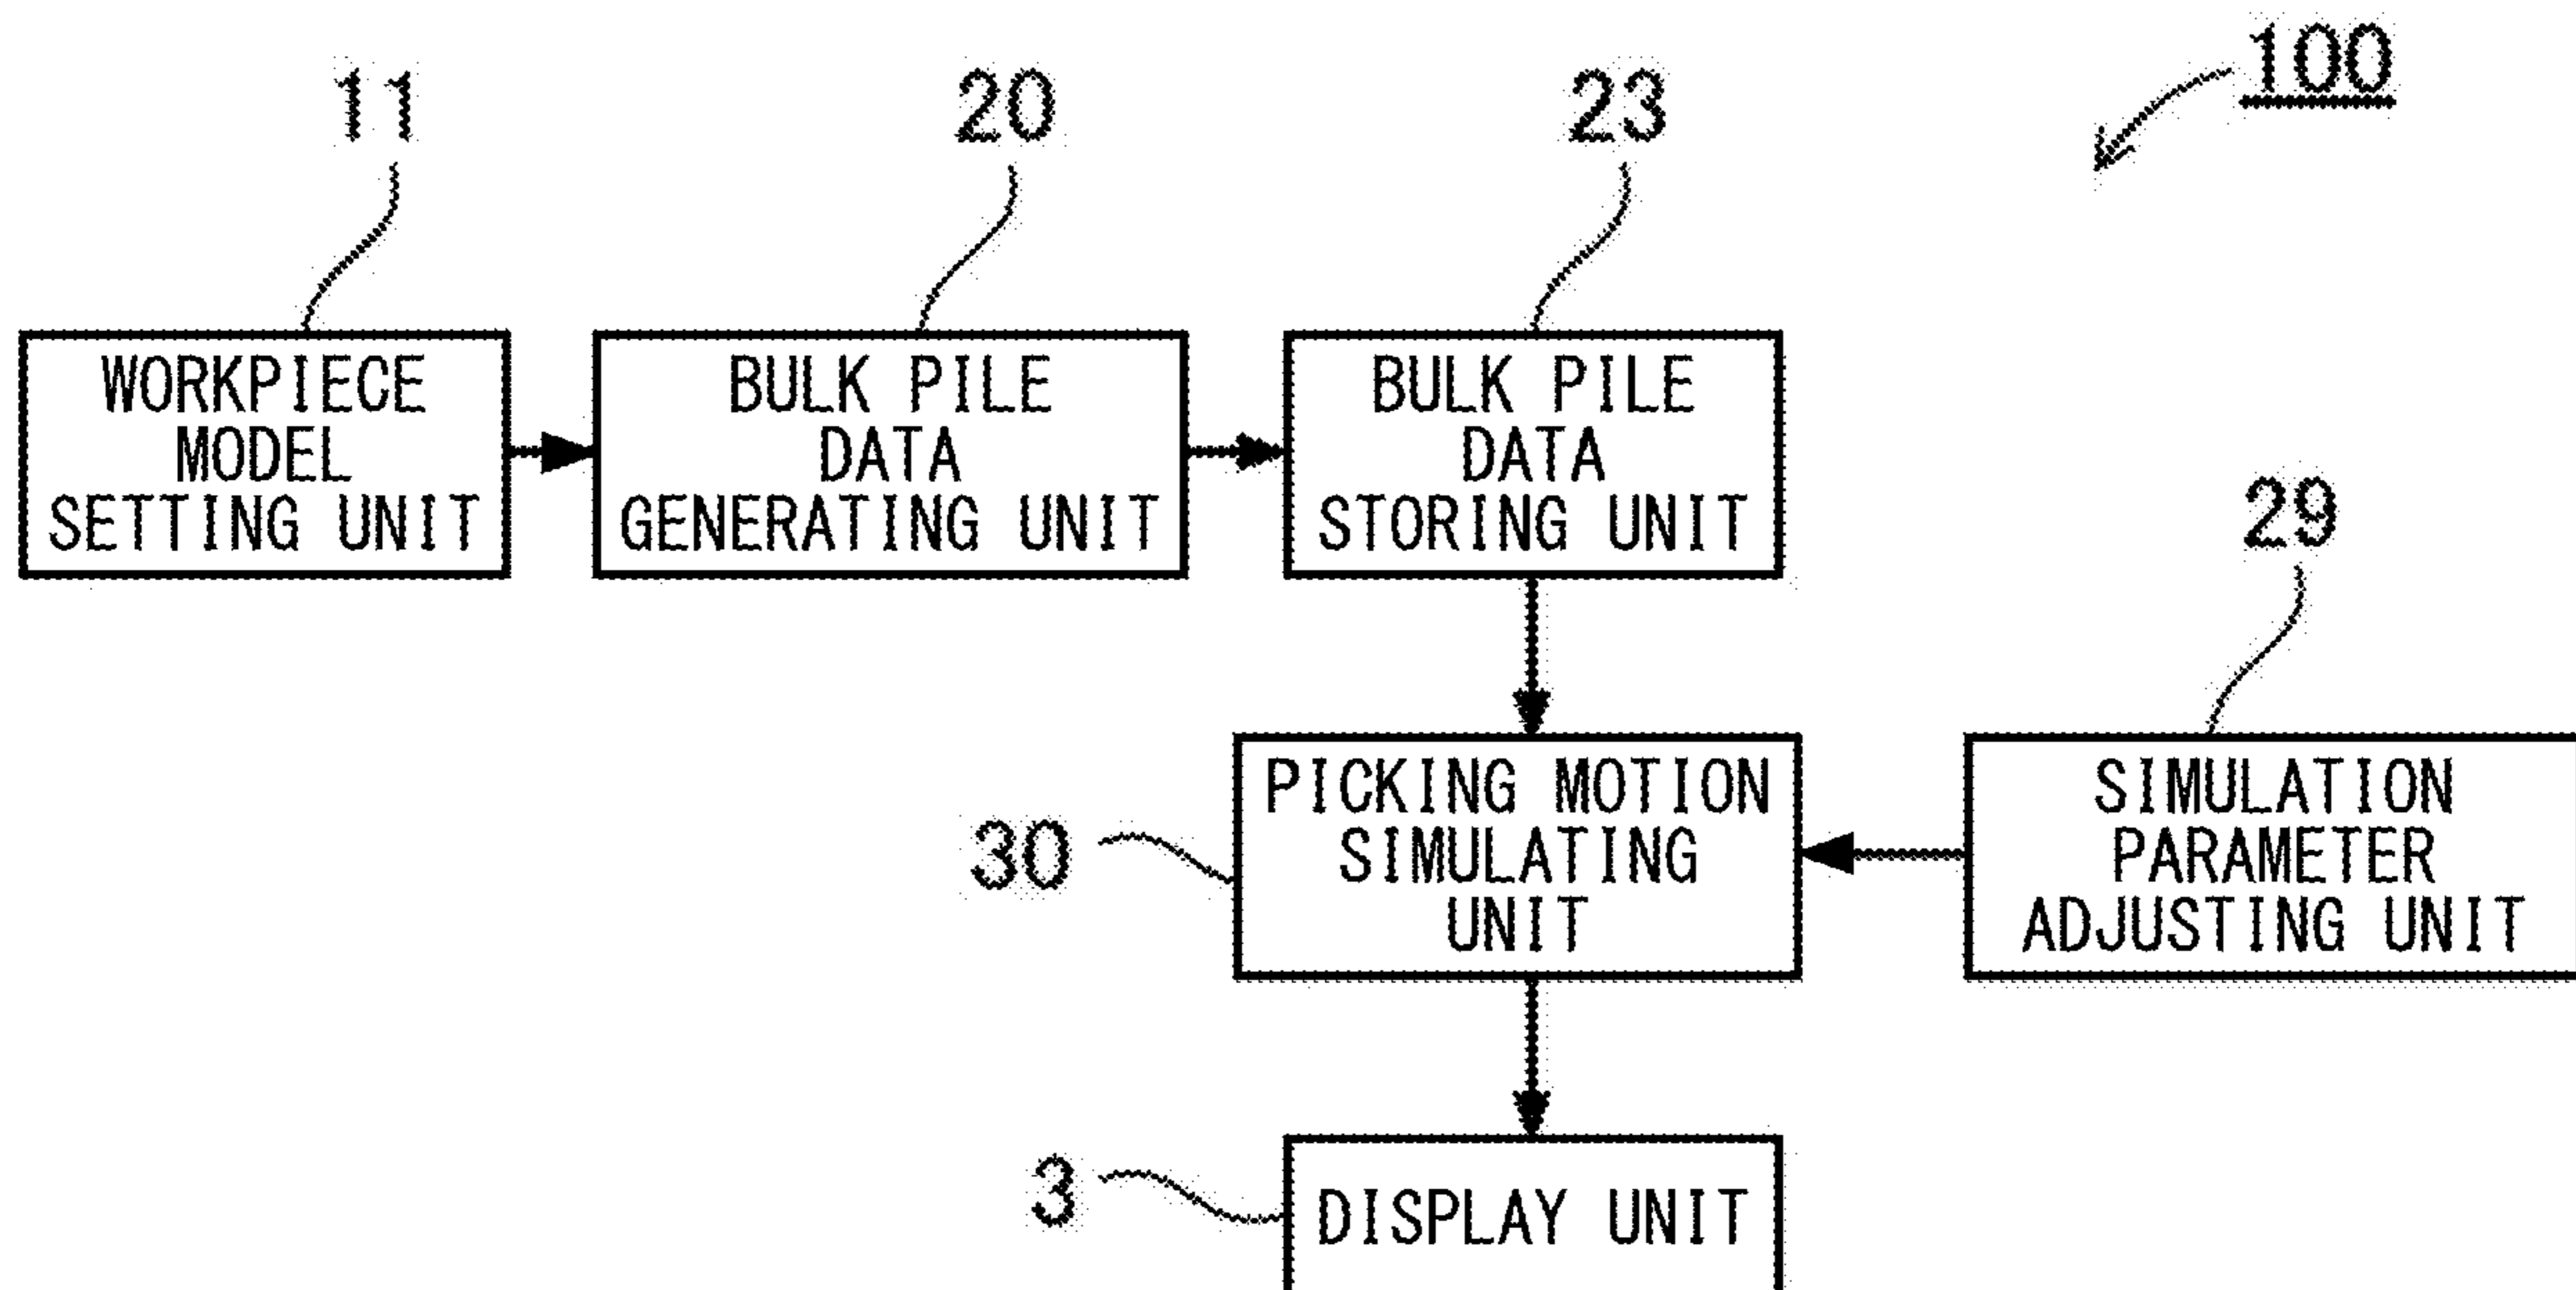 100
11
20
23
WORKPIECE
MODEL
SETTING UNIT
BULK PILE
DATA
GENERATING UNIT
BULK PILE
DATA
STORING UNIT
29
30
PICKING MOTION
SIMULATING
UNIT
SIMULATION
PARAMETER
ADJUSTING UNIT
3
DISPLAY UNIT